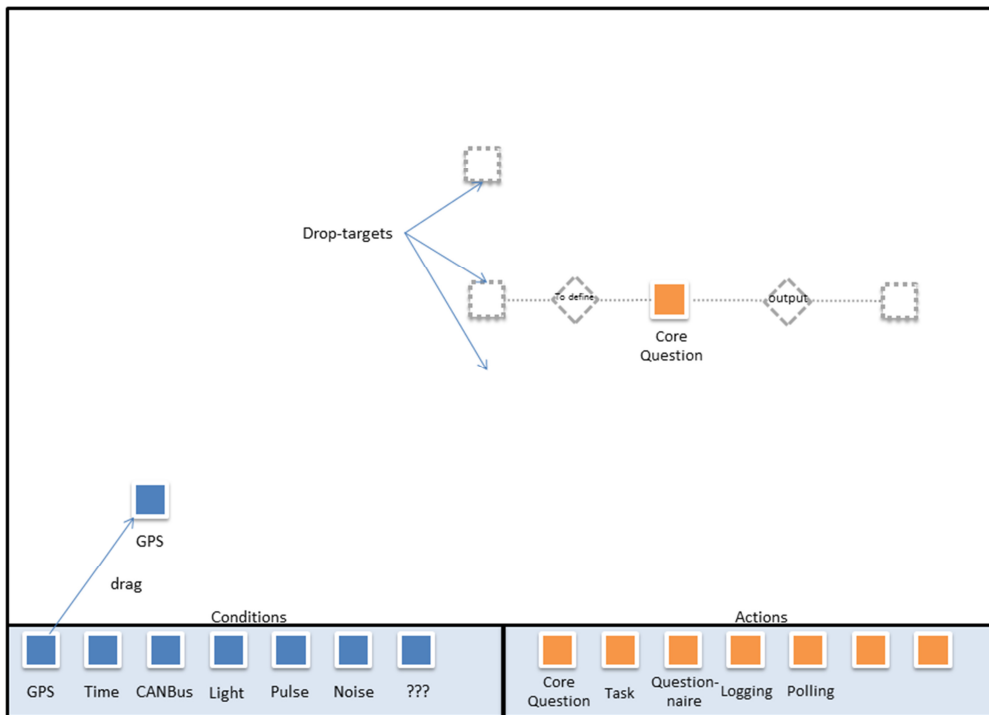 Drop-targets
To define
output
Core
Question
GPS
drag
Conditions
Actions
GPS
Time
CANBus
Light
Pulse
Noise
???
Core
Question
Task
Question-
naire
Logging
Polling